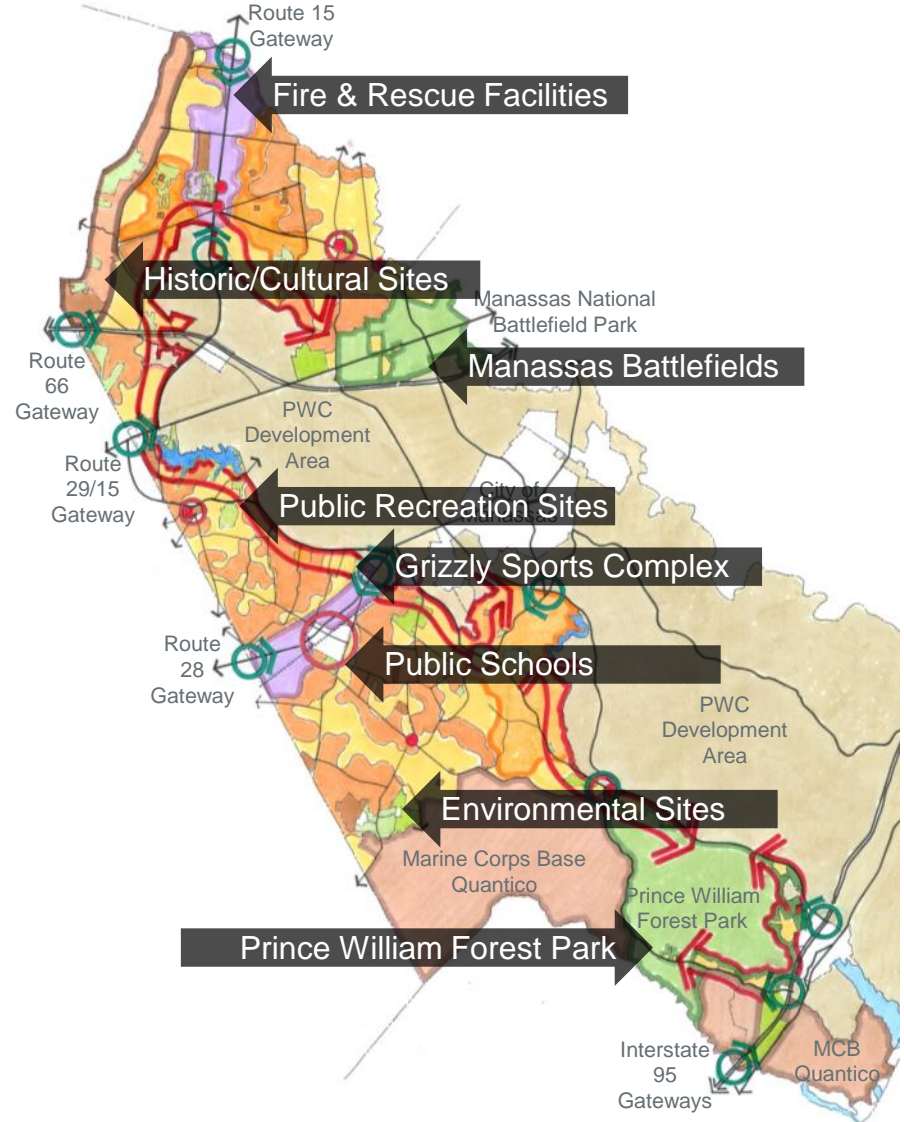 Route 15
Gateway
Fire & Rescue Facilities
Historic/Cultural Sites
Manassas National
Battlefield Park
Manassas Battlefields
Route
66
Gateway
PWC
Development
Area
Route
29/15
Gateway
City of
Manassas
Public Recreation Sites
Grizzly Sports Complex
Route
28
Gateway
Public Schools
PWC
Development
Area
Environmental Sites
Marine Corps Base
Quantico
Prince William
Forest Park
Prince William Forest Park
Interstate
95
Gateways
MCB
Quantico